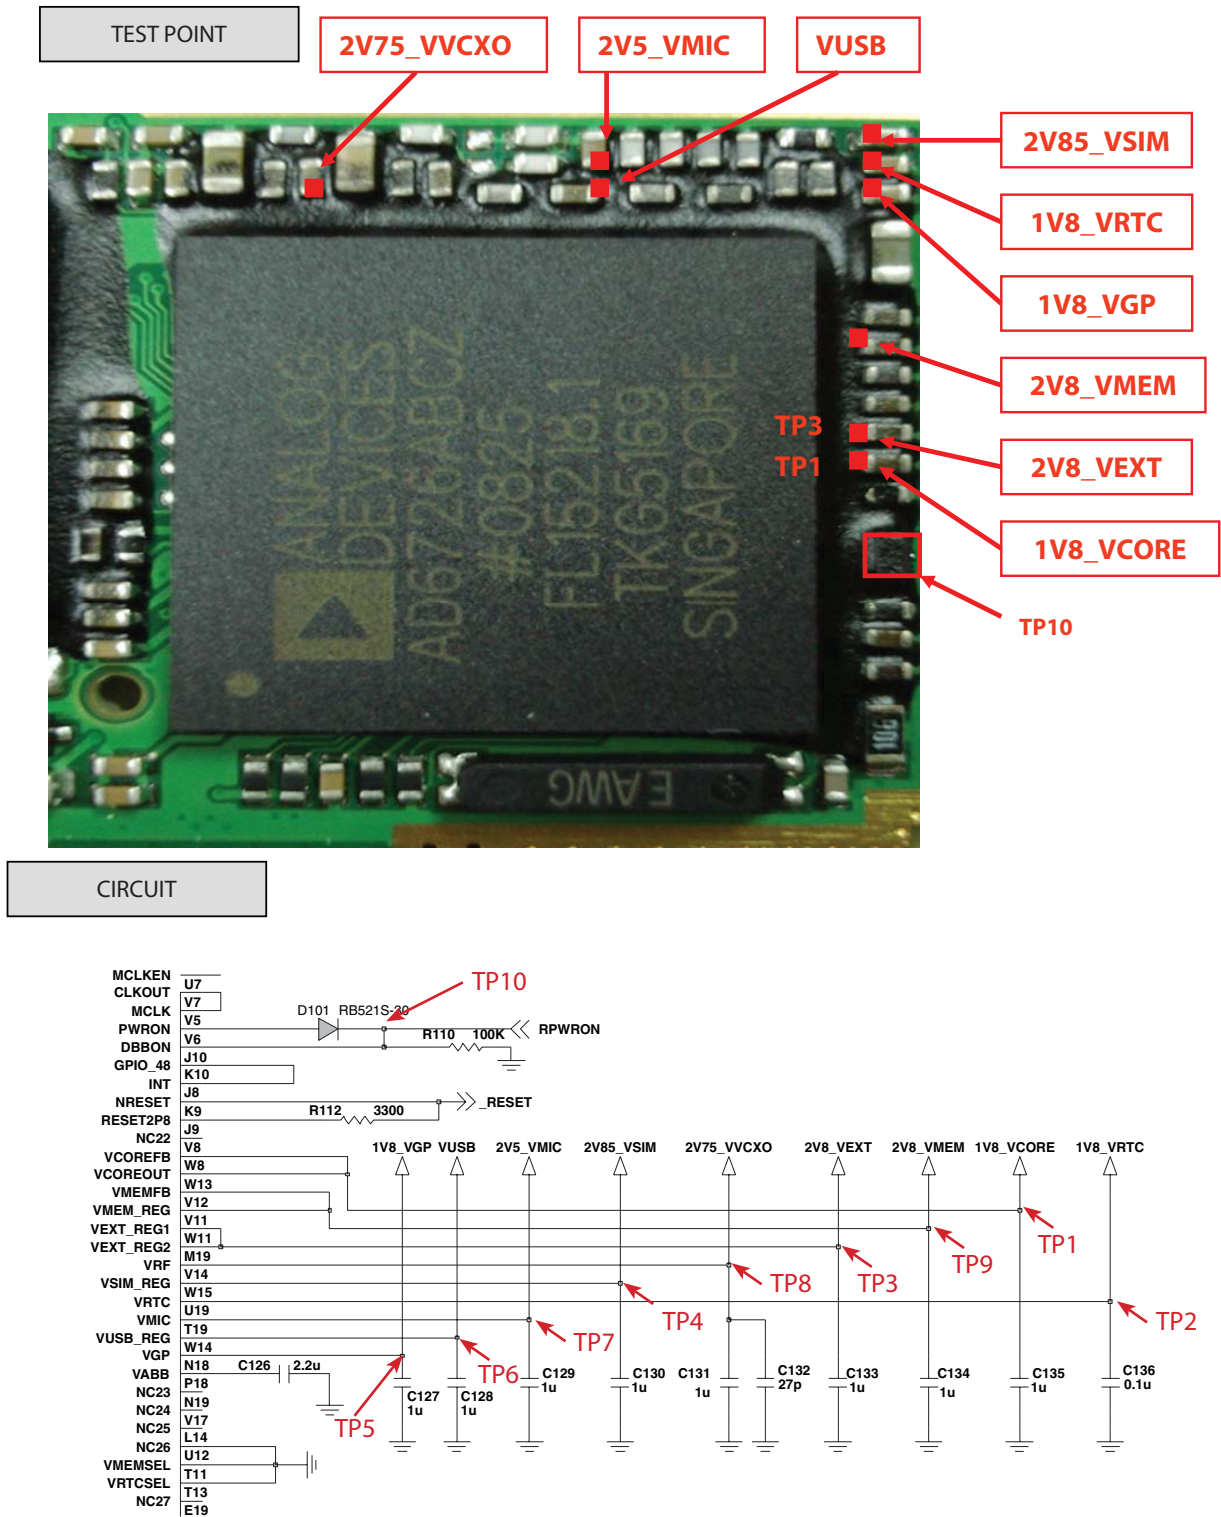 TEST POINT
2V75_VVCXO
2V5_VMIC
VUSB
2V85_VSIM
1V8_VRTC
1V8_VGP
2V8_VMEM
TP3
2V8_VEXT
TP1
1V8_VCORE
TP10
ANALOG
DEVICES
AD6726ABCZ
#0825
FL15218.1
TKG5169
SINGAPORE
EAWG
106
CIRCUIT
MCLKEN
U7
CLKOUT
V7
MCLK
V5
PWRON
V6
DBBON
J10
GPIO_48
K10
INT
J8
NRESET
K9
RESET2P8
J9
NC22
V8
VCOREFB
W8
VCOREOUT
W13
VMEMFB
V12
VMEM_REG
V11
VEXT_REG1
W11
VEXT_REG2
M19
VRF
V14
VSIM_REG
W15
VRTC
U19
VMIC
T19
VUSB_REG
W14
VGP
N18
VABB
P18
NC23
N19
NC24
V17
NC25
L14
NC26
U12
VMEMSEL
T11
VRTCSEL
T13
NC27
E19
TP10
D101 RB521S-30
RPWRON
R110 100K
R112 3300
_RESET
1V8_VGP VUSB 2V5_VMIC 2V85_VSIM 2V75_VVCXO 2V8_VEXT 2V8_VMEM 1V8_VCORE 1V8_RTC
TP1
TP9
TP3
TP8
TP4
TP2
TP7
TP6
TP5
C126 2.2u
C127
1u
C128
1u
C129
1u
C130
1u
C131
1u
C132
27p
C133
1u
C134
1u
C135
1u
C136
0.1u